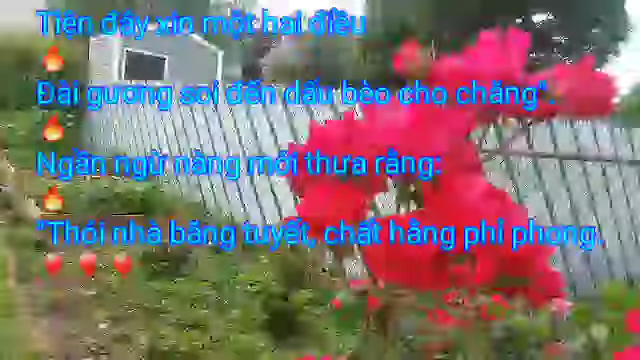 Tiện đây xin một hai điều
🔥
Đài gương soi đến dấu bèo cho chăng".
🔥
Ngần ngừ nàng mới thưa rằng:
🔥
"Thói nhà băng tuyết, chất hằng phỉ phong,
❤️❤️❤️